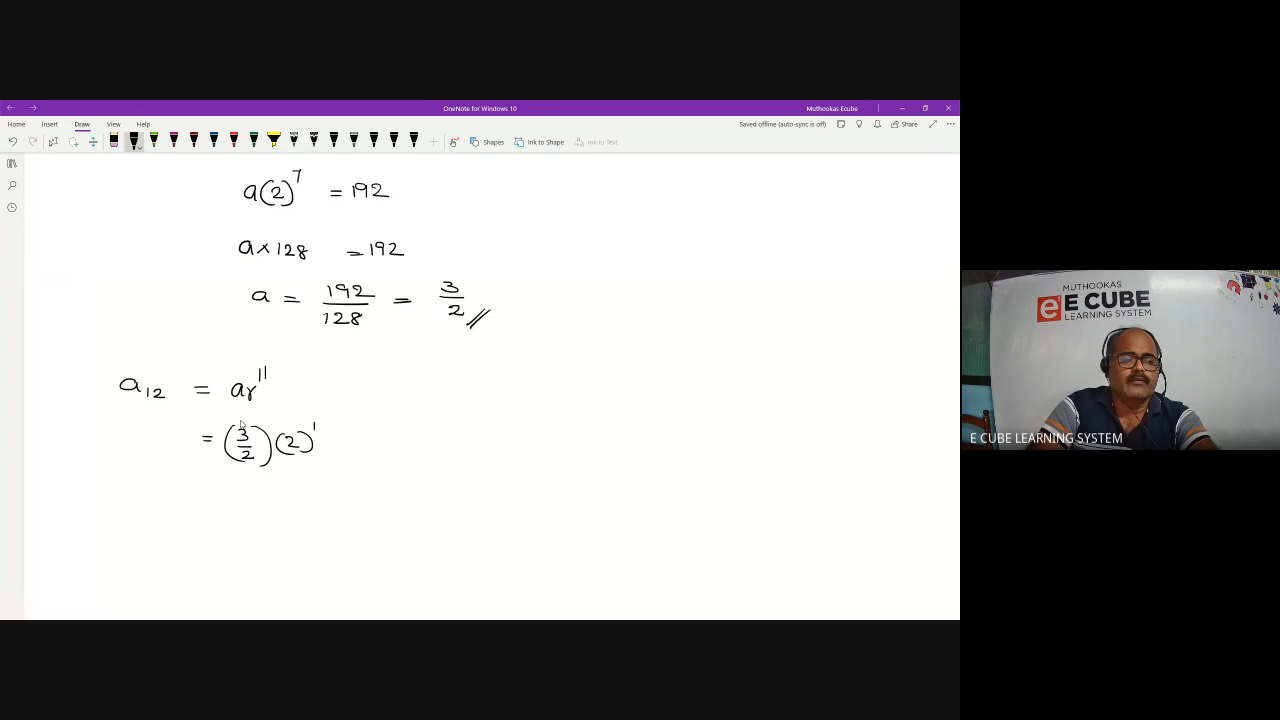 OneNote for Windows 10
Muthookas Ecube
Home Insert Draw View Help
Saved offline (auto-sync is off)
Share
Shapes
Ink to Shape
Ink to Text
a(2)⁷ = 192
a × 128 = 192
a = 192/128 = 3/2 //
a₁₂ = ar¹¹
= (3/2)(2)¹
MUTHOOKAS
e³ E CUBE
LEARNING SYSTEM
E CUBE LEARNING SYSTEM